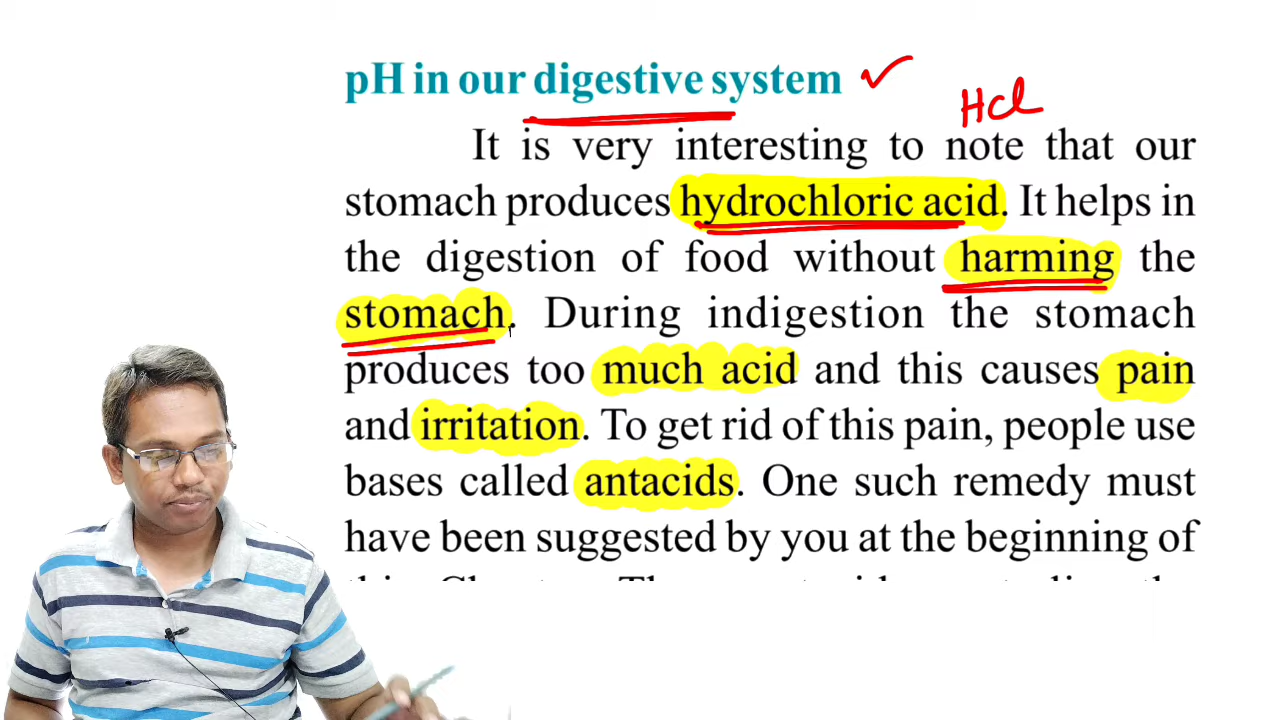 pH in our digestive system
HCl
It is very interesting to note that our
stomach produces hydrochloric acid. It helps in
the digestion of food without harming the
stomach. During indigestion the stomach
produces too much acid and this causes pain
and irritation. To get rid of this pain, people use
bases called antacids. One such remedy must
have been suggested by you at the beginning of